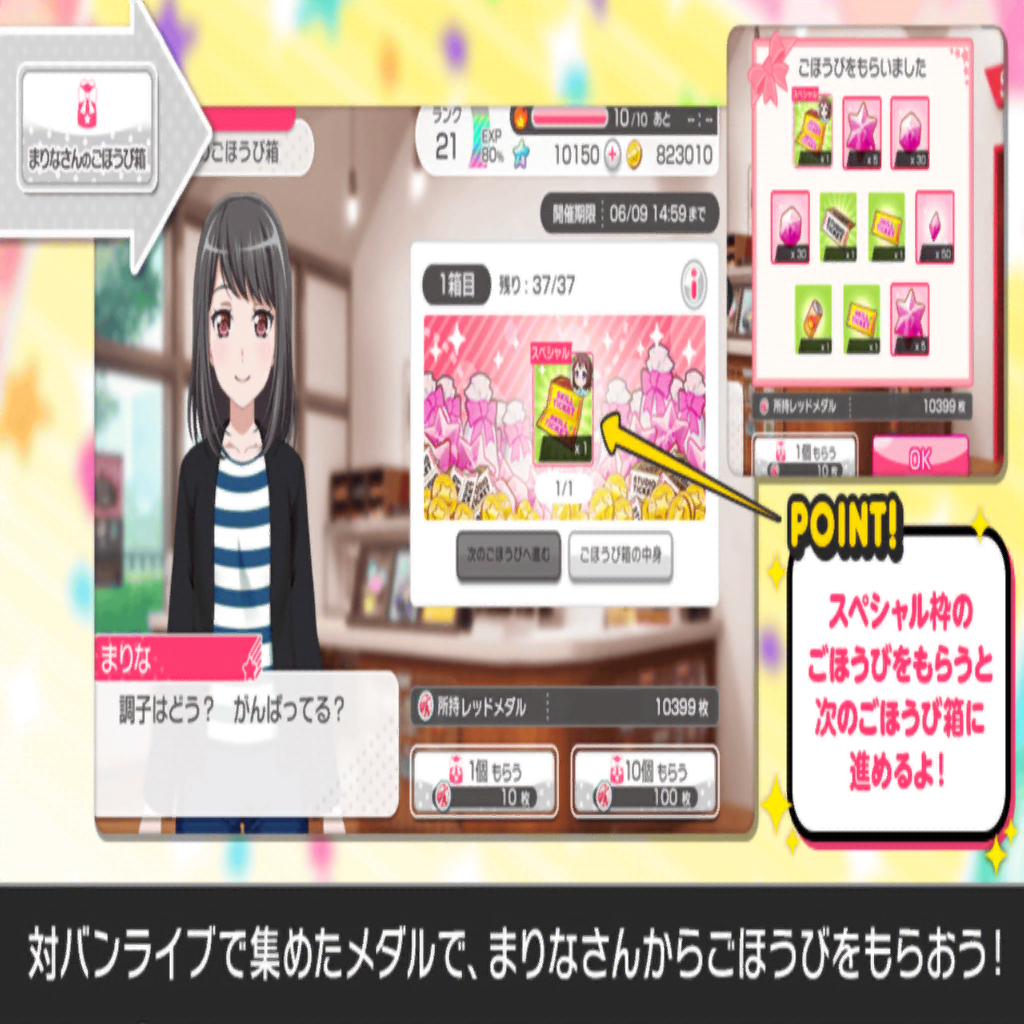 まりなさんのごほうび箱
のごほうび箱
ランク
21
EXP
80%
10/10 あと --:--
10150
823010
開催期限 : 06/09 14:59まで
1箱目 残り : 37/37
スペシャル
SKILL TICKET
x1
1/1
STUDIO TICKET
次のごほうびへ進む
ごほうび箱の中身
まりな
調子はどう? がんばってる?
所持レッドメダル
10399枚
1個 もらう
10枚
10個 もらう
100枚
ごほうびをもらいました
スペシャル
x1
x5
x30
x30
x1
x1
x50
x1
x1
x5
所持レッドメダル
10399枚
1個 もらう
10枚
OK
POINT!
スペシャル枠の
ごほうびをもらうと
次のごほうび箱に
進めるよ!
対バンライブで集めたメダルで、まりなさんからごほうびをもらおう!